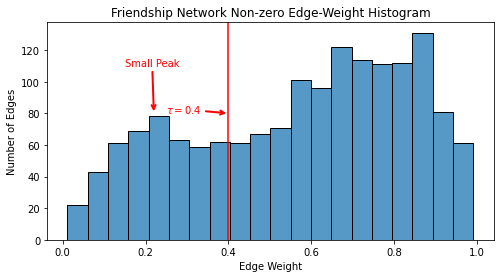 Friendship Network Non-zero Edge-Weight Histogram
Small Peak
τ = 0.4
Number of Edges
120
100
80
60
40
20
0
0.0 0.2 0.4 0.6 0.8 1.0
Edge Weight